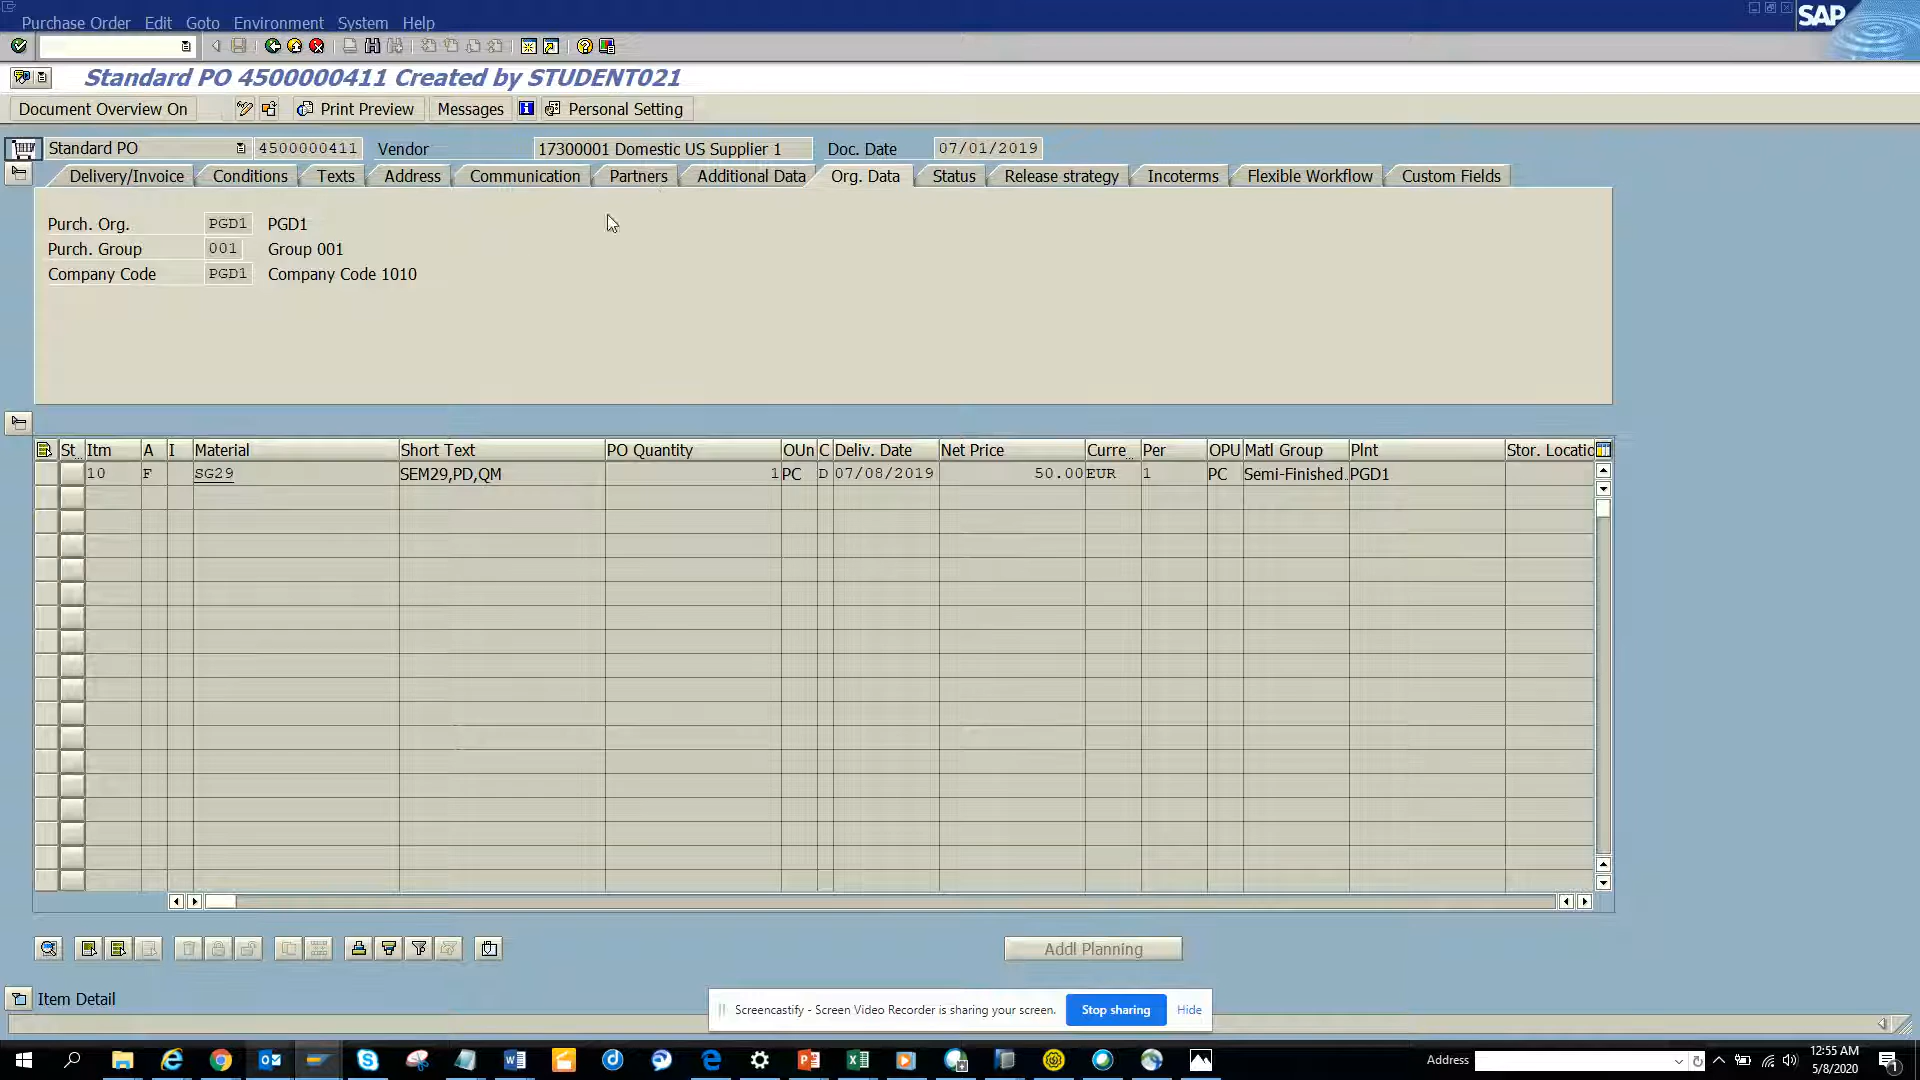 Purchase Order Edit Goto Environment System Help
SAP
Standard PO 4500000411 Created by STUDENT021
Document Overview On Print Preview Messages Personal Setting
Standard PO 4500000411 Vendor 17300001 Domestic US Supplier 1 Doc. Date 07/01/2019
Delivery/Invoice Conditions Texts Address Communication Partners Additional Data Org. Data Status Release strategy Incoterms Flexible Workflow Custom Fields
Purch. Org. PGD1 PGD1
Purch. Group 001 Group 001
Company Code PGD1 Company Code 1010
St.. Itm A I Material Short Text PO Quantity OUn C Deliv. Date Net Price Curre... Per OPU Matl Group Plnt Stor. Locatio
10 F SG29 SEM29,PD,QM 1 PC D 07/08/2019 50.00 EUR 1 PC Semi-Finished.. PGD1
Addl Planning
Item Detail
Screencastify - Screen Video Recorder is sharing your screen. Stop sharing Hide
Address 12:55 AM
5/8/2020